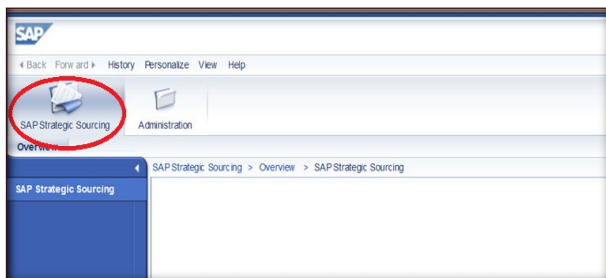 SAP
Back Forward History Personalize View Help
SAP Strategic Sourcing Administration
Overview
SAP Strategic Sourcing > Overview > SAP Strategic Sourcing
SAP Strategic Sourcing